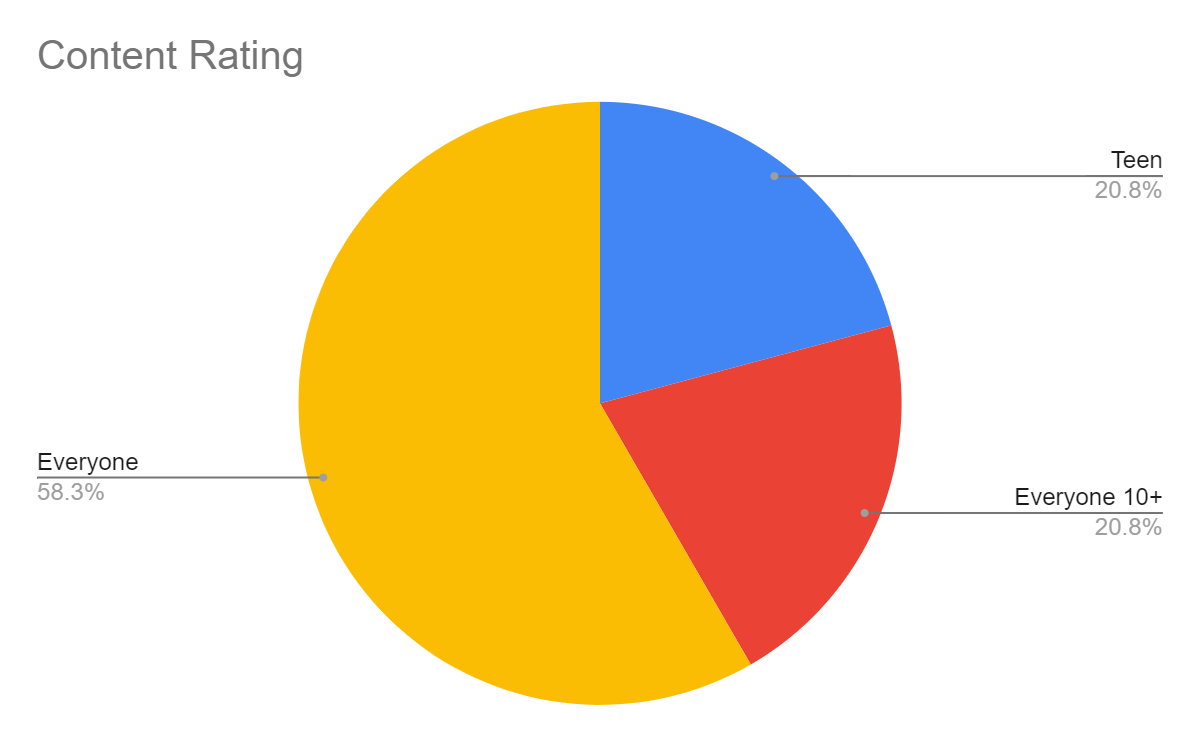 Content Rating
Teen
20.8%
Everyone
58.3%
Everyone 10+
20.8%